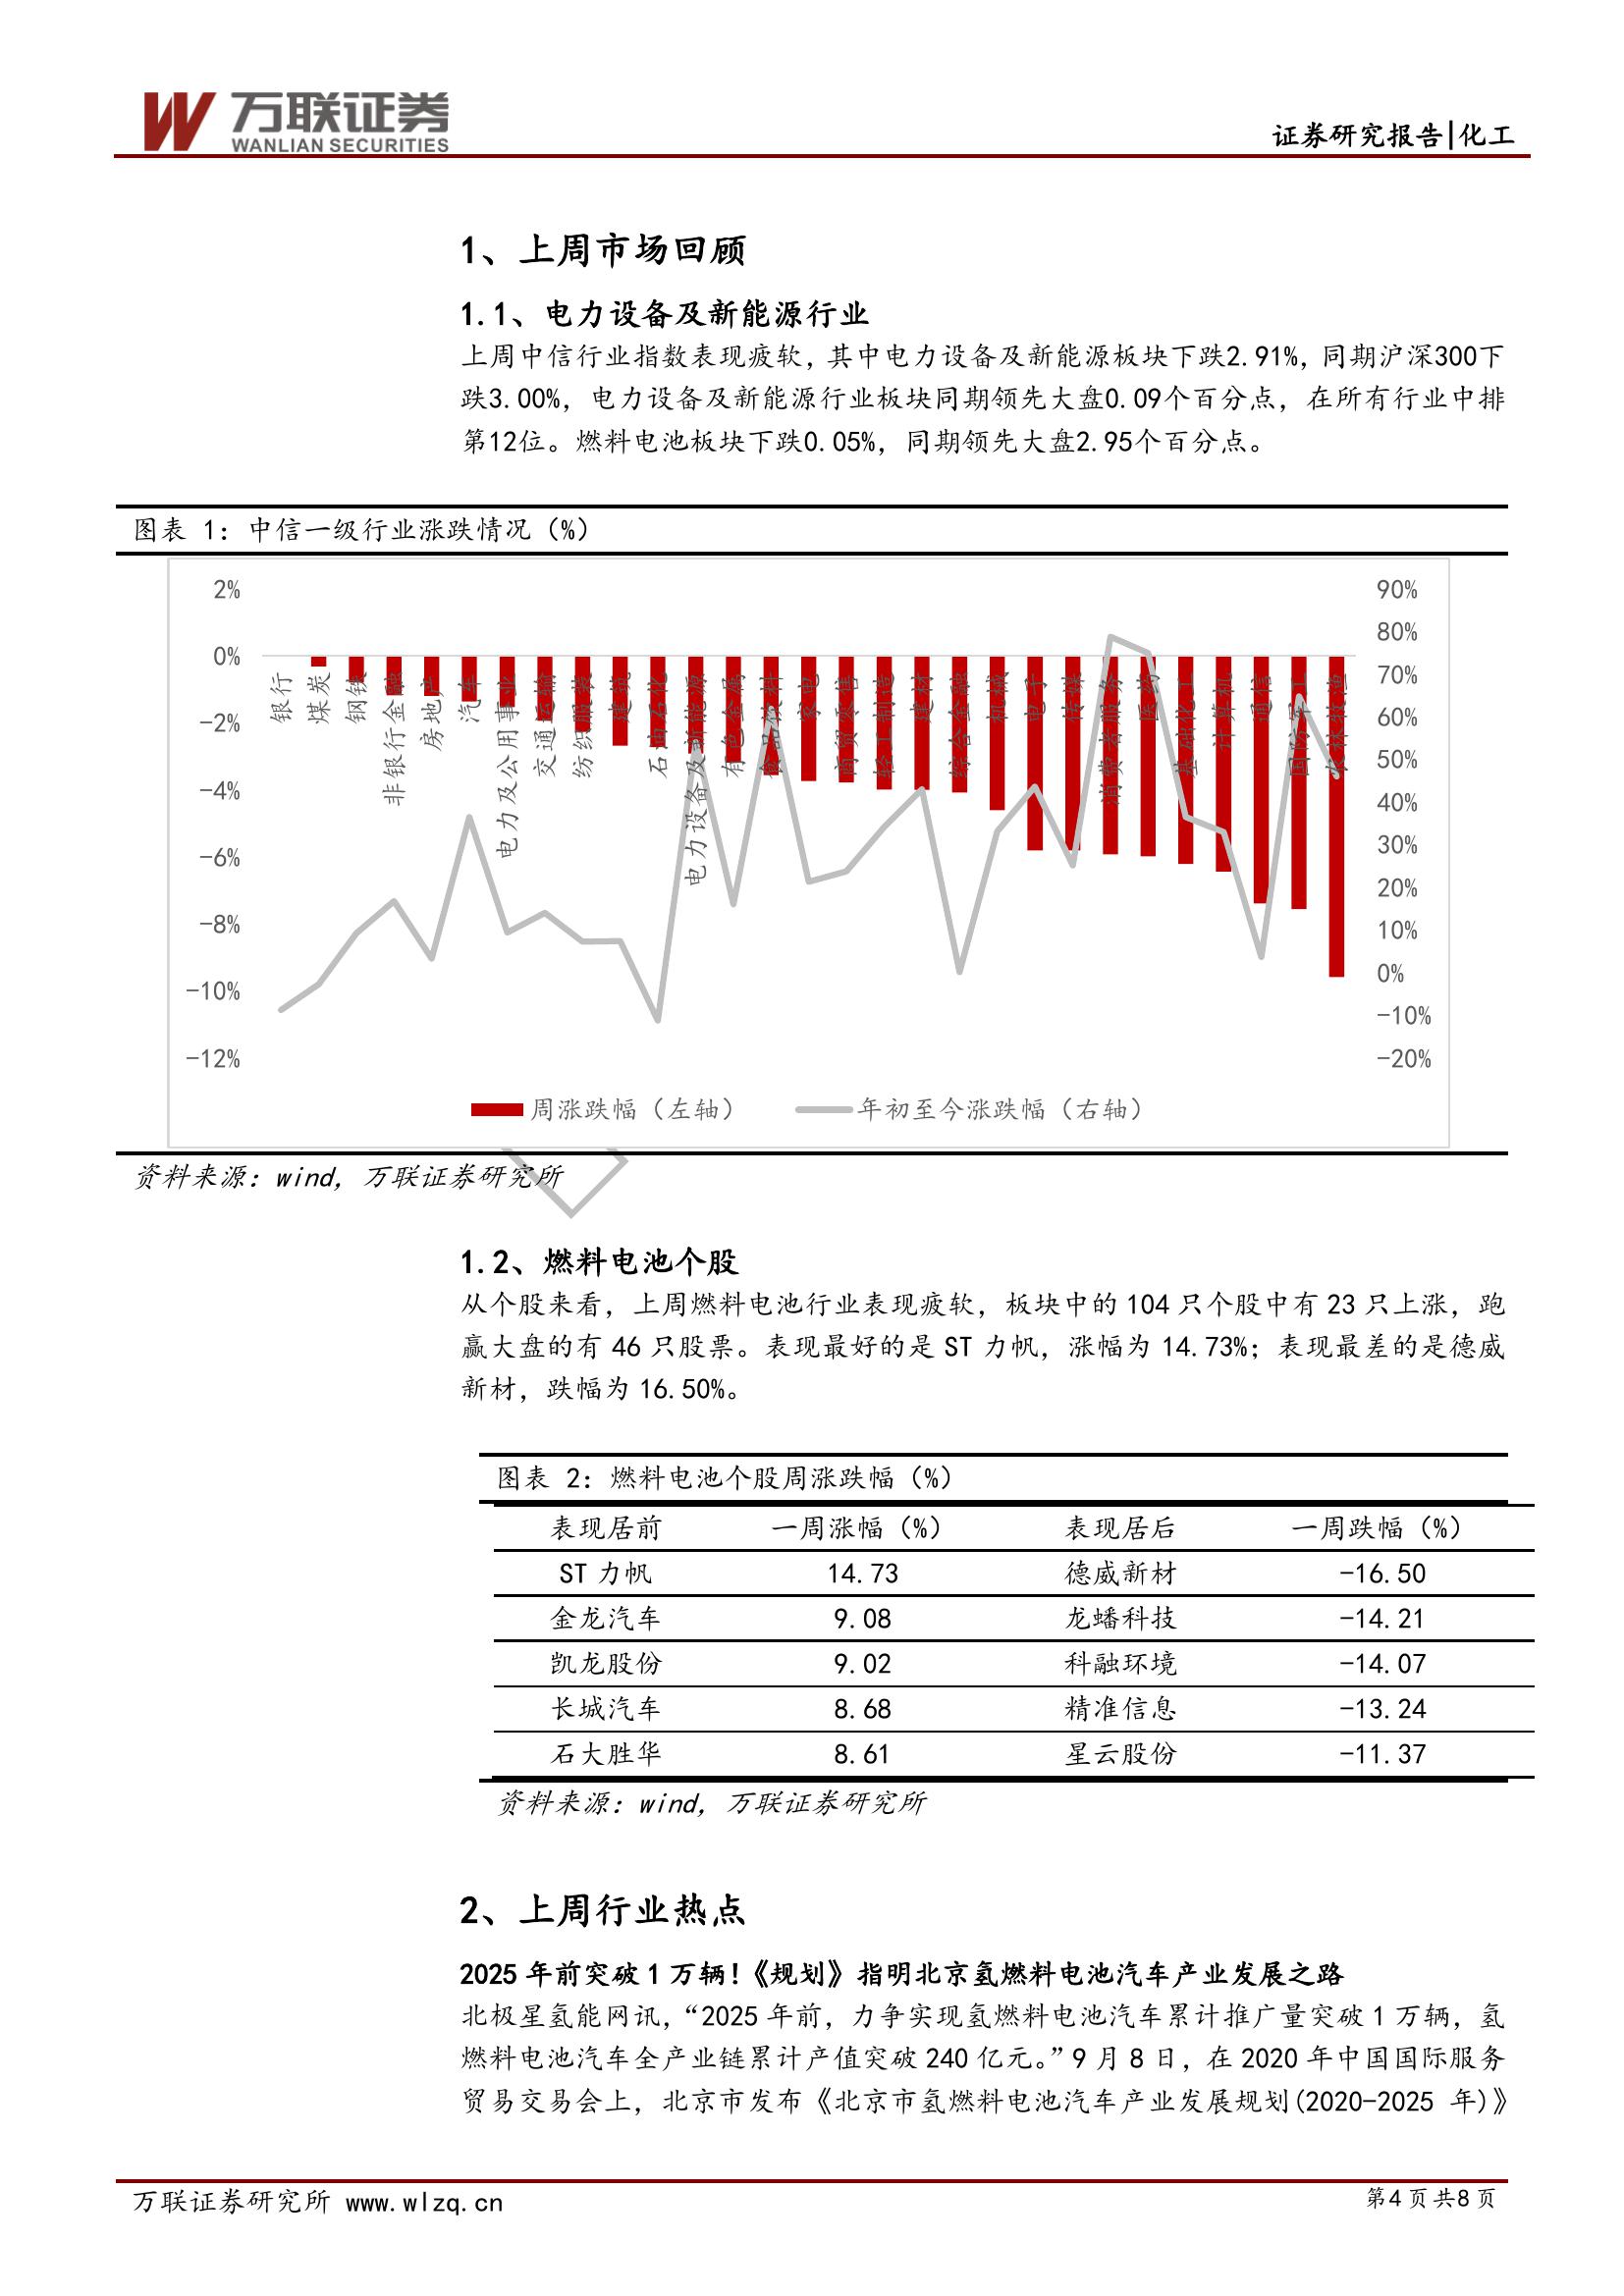 万联证券
WANLIAN SECURITIES
证券研究报告|化工
1、上周市场回顾
1.1、电力设备及新能源行业
上周中信行业指数表现疲软，其中电力设备及新能源板块下跌2.91%，同期沪深300下
跌3.00%，电力设备及新能源行业板块同期领先大盘0.09个百分点，在所有行业中排
第12位。燃料电池板块下跌0.05%，同期领先大盘2.95个百分点。
图表 1：中信一级行业涨跌情况（%）
2%
0%
-2%
-4%
-6%
-8%
-10%
-12%
90%
80%
70%
60%
50%
40%
30%
20%
10%
0%
-10%
-20%
银行
煤炭
钢铁
非银行金融
房地产
汽车
电力及公用事业
交通运输
纺织服装
建筑
石油石化
电力设备及新能源
有色金属
食品饮料
家电
商贸零售
轻工制造
建材
综合金融
机械
电子
传媒
消费者服务
医药
基础化工
计算机
通信
国防军工
农林牧渔
周涨跌幅（左轴）
年初至今涨跌幅（右轴）
资料来源：wind，万联证券研究所
1.2、燃料电池个股
从个股来看，上周燃料电池行业表现疲软，板块中的 104 只个股中有 23 只上涨，跑
赢大盘的有 46 只股票。表现最好的是 ST 力帆，涨幅为 14.73%；表现最差的是德威
新材，跌幅为 16.50%。
图表 2：燃料电池个股周涨跌幅（%）
表现居前 一周涨幅（%） 表现居后 一周跌幅（%）
ST 力帆 14.73 德威新材 -16.50
金龙汽车 9.08 龙蟠科技 -14.21
凯龙股份 9.02 科融环境 -14.07
长城汽车 8.68 精准信息 -13.24
石大胜华 8.61 星云股份 -11.37
资料来源：wind，万联证券研究所
2、上周行业热点
2025 年前突破 1 万辆！《规划》指明北京氢燃料电池汽车产业发展之路
北极星氢能网讯，“2025 年前，力争实现氢燃料电池汽车累计推广量突破 1 万辆，氢
燃料电池汽车全产业链累计产值突破 240 亿元。”9 月 8 日，在 2020 年中国国际服务
贸易交易会上，北京市发布《北京市氢燃料电池汽车产业发展规划(2020-2025 年)》
万联证券研究所 www.wlzq.cn
第4页共8页